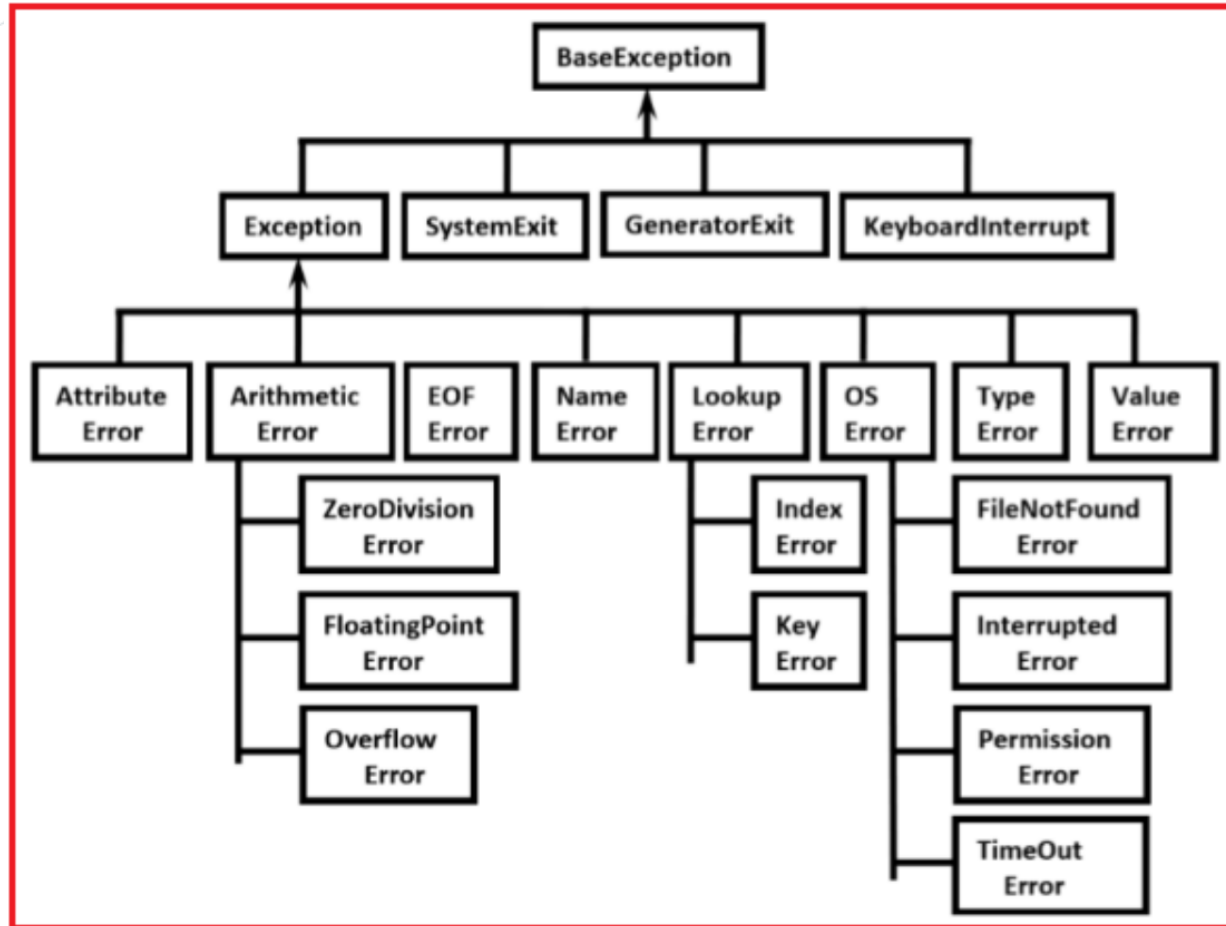 BaseException
Exception
SystemExit
GeneratorExit
KeyboardInterrupt
Attribute
Error
Arithmetic
Error
EOF
Error
Name
Error
Lookup
Error
OS
Error
Type
Error
Value
Error
ZeroDivision
Error
FloatingPoint
Error
Overflow
Error
Index
Error
Key
Error
FileNotFound
Error
Interrupted
Error
Permission
Error
TimeOut
Error